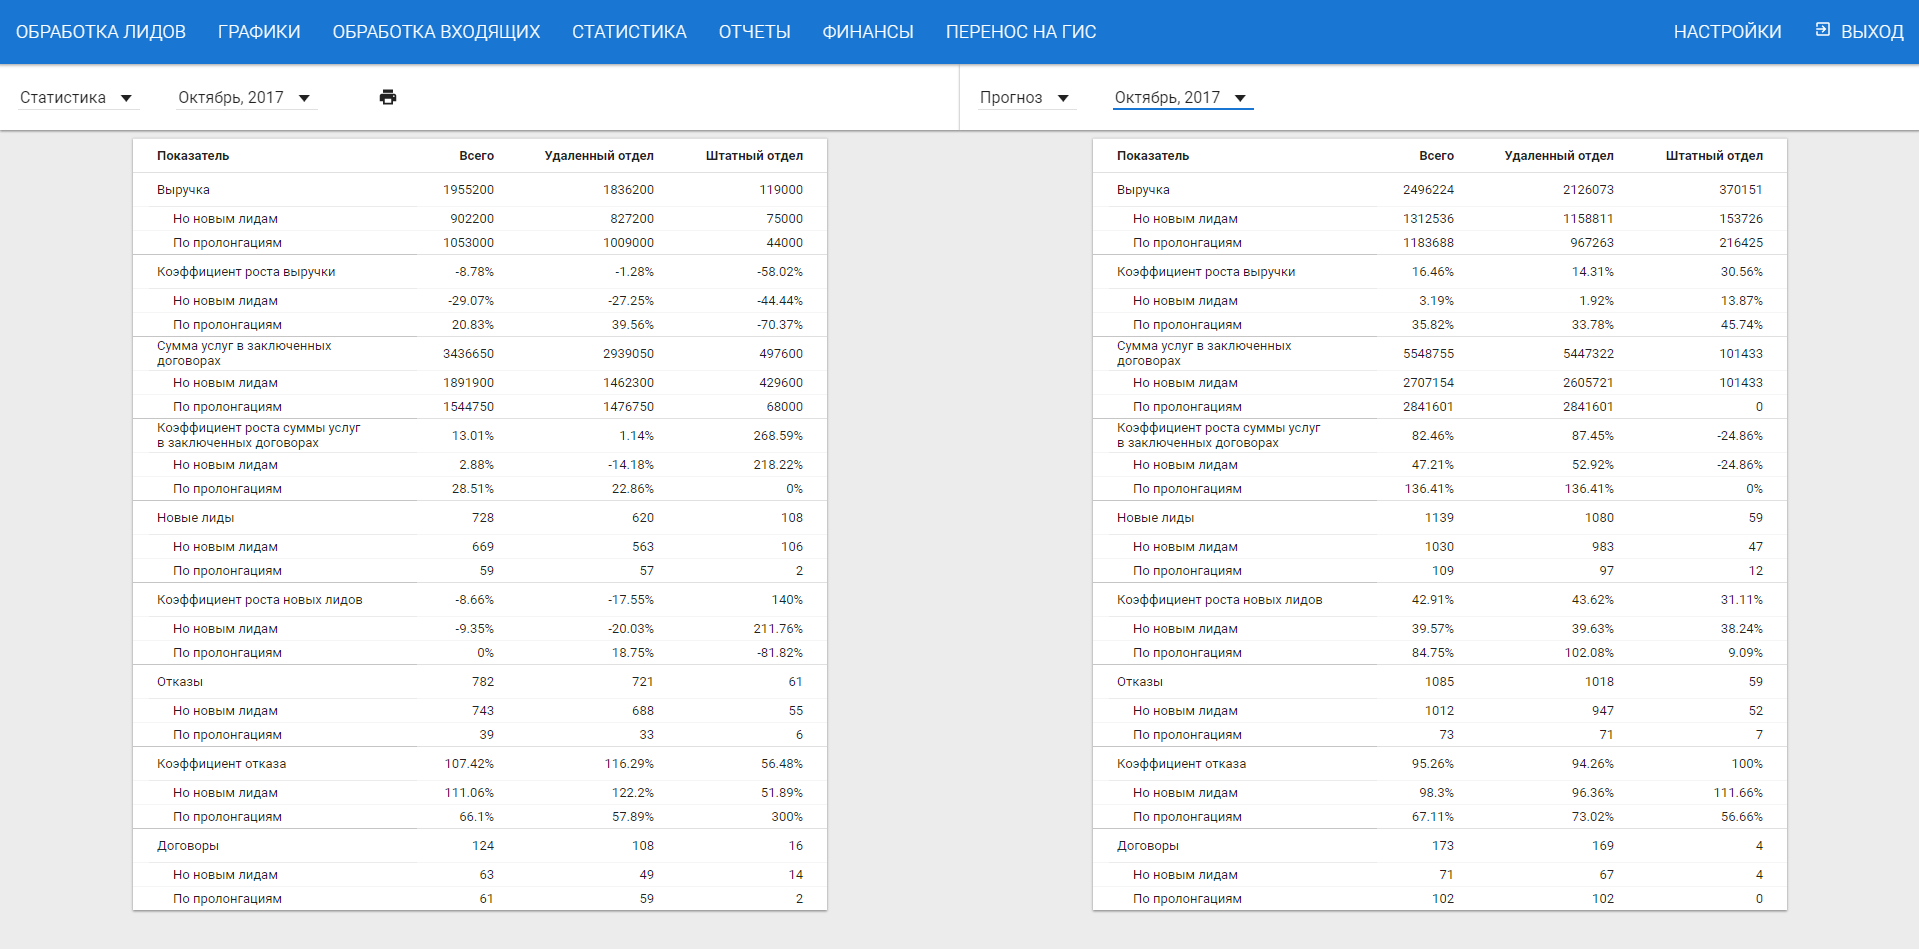 ОБРАБОТКА ЛИДОВ ГРАФИКИ ОБРАБОТКА ВХОДЯЩИХ СТАТИСТИКА ОТЧЕТЫ ФИНАНСЫ ПЕРЕНОС НА ГИС НАСТРОЙКИ ВЫХОД
Статистика Октябрь, 2017
Прогноз Октябрь, 2017
Показатель Всего Удаленный отдел Штатный отдел
Выручка 1955200 1836200 119000
Но новым лидам 902200 827200 75000
По пролонгациям 1053000 1009000 44000
Коэффициент роста выручки -8.78% -1.28% -58.02%
Но новым лидам -29.07% -27.25% -44.44%
По пролонгациям 20.83% 39.56% -70.37%
Сумма услуг в заключенных
договорах 3436650 2939050 497600
Но новым лидам 1891900 1462300 429600
По пролонгациям 1544750 1476750 68000
Коэффициент роста суммы услуг
в заключенных договорах 13.01% 1.14% 268.59%
Но новым лидам 2.88% -14.18% 218.22%
По пролонгациям 28.51% 22.86% 0%
Новые лиды 728 620 108
Но новым лидам 669 563 106
По пролонгациям 59 57 2
Коэффициент роста новых лидов -8.66% -17.55% 140%
Но новым лидам -9.35% -20.03% 211.76%
По пролонгациям 0% 18.75% -81.82%
Отказы 782 721 61
Но новым лидам 743 688 55
По пролонгациям 39 33 6
Коэффициент отказа 107.42% 116.29% 56.48%
Но новым лидам 111.06% 122.2% 51.89%
По пролонгациям 66.1% 57.89% 300%
Договоры 124 108 16
Но новым лидам 63 49 14
По пролонгациям 61 59 2
Показатель Всего Удаленный отдел Штатный отдел
Выручка 2496224 2126073 370151
Но новым лидам 1312536 1158811 153726
По пролонгациям 1183688 967263 216425
Коэффициент роста выручки 16.46% 14.31% 30.56%
Но новым лидам 3.19% 1.92% 13.87%
По пролонгациям 35.82% 33.78% 45.74%
Сумма услуг в заключенных
договорах 5548755 5447322 101433
Но новым лидам 2707154 2605721 101433
По пролонгациям 2841601 2841601 0
Коэффициент роста суммы услуг
в заключенных договорах 82.46% 87.45% -24.86%
Но новым лидам 47.21% 52.92% -24.86%
По пролонгациям 136.41% 136.41% 0%
Новые лиды 1139 1080 59
Но новым лидам 1030 983 47
По пролонгациям 109 97 12
Коэффициент роста новых лидов 42.91% 43.62% 31.11%
Но новым лидам 39.57% 39.63% 38.24%
По пролонгациям 84.75% 102.08% 9.09%
Отказы 1085 1018 59
Но новым лидам 1012 947 52
По пролонгациям 73 71 7
Коэффициент отказа 95.26% 94.26% 100%
Но новым лидам 98.3% 96.36% 111.66%
По пролонгациям 67.11% 73.02% 56.66%
Договоры 173 169 4
Но новым лидам 71 67 4
По пролонгациям 102 102 0